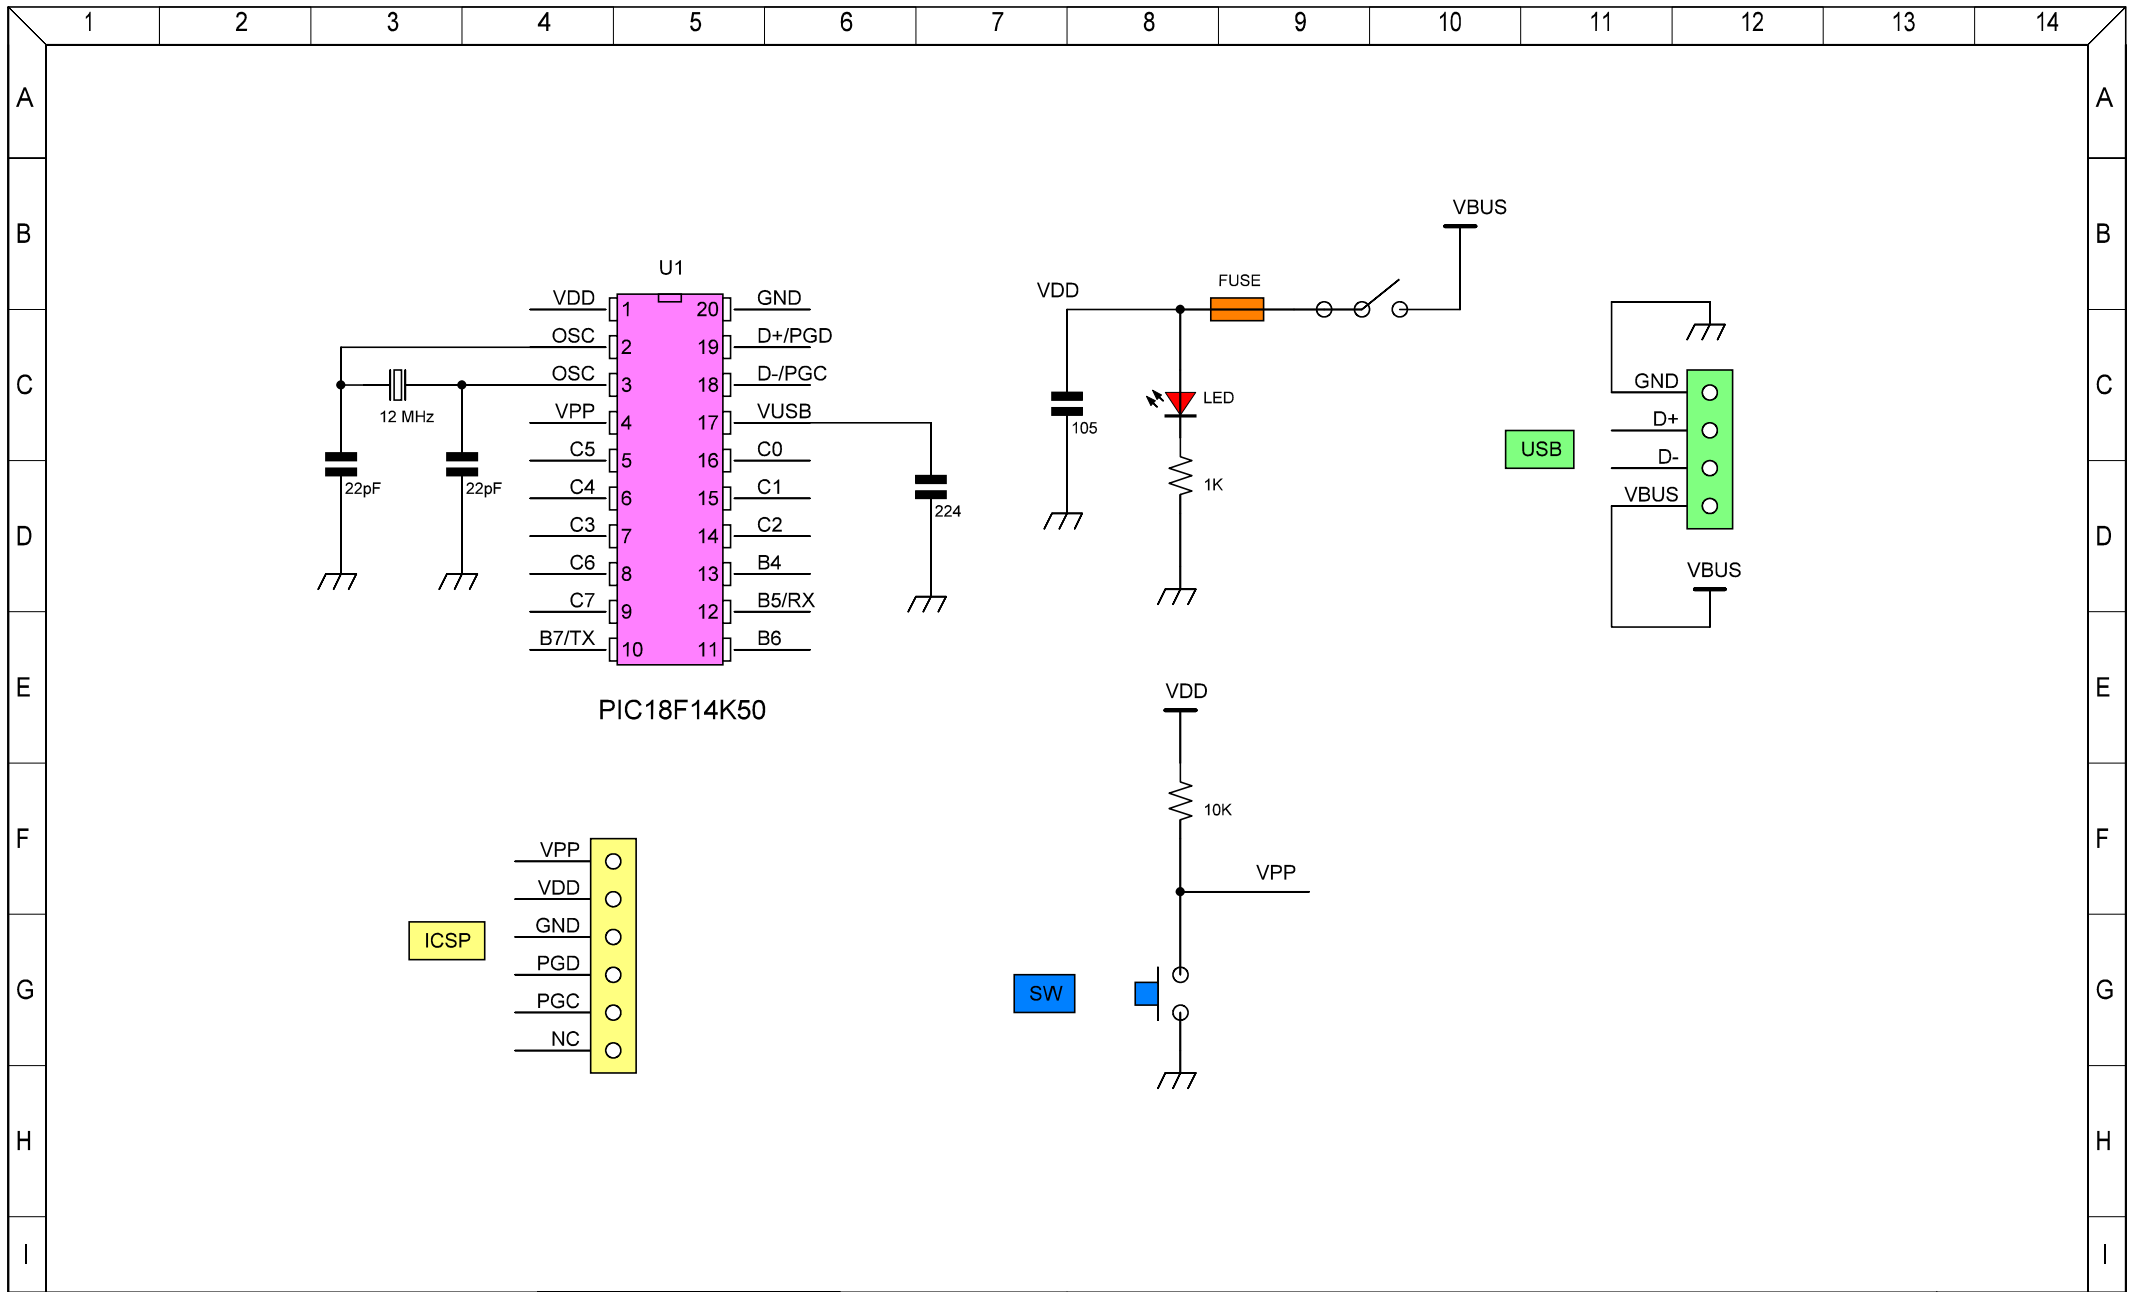 1 2 3 4 5 6 7 8 9 10 11 12 13 14
A A
B B
C C
D D
E E
F F
G G
H H
I I
U1
VDD 1 20 GND
OSC 2 19 D+/PGD
OSC 3 18 D-/PGC
VPP 4 17 VUSB
C5 5 16 C0
C4 6 15 C1
C3 7 14 C2
C6 8 13 B4
C7 9 12 B5/RX
B7/TX 10 11 B6
PIC18F14K50
12 MHz
22pF
22pF
224
VDD
FUSE
VBUS
105
LED
1K
USB
GND
D+
D-
VBUS
VBUS
ICSP
VPP
VDD
GND
PGD
PGC
NC
VDD
10K
VPP
SW